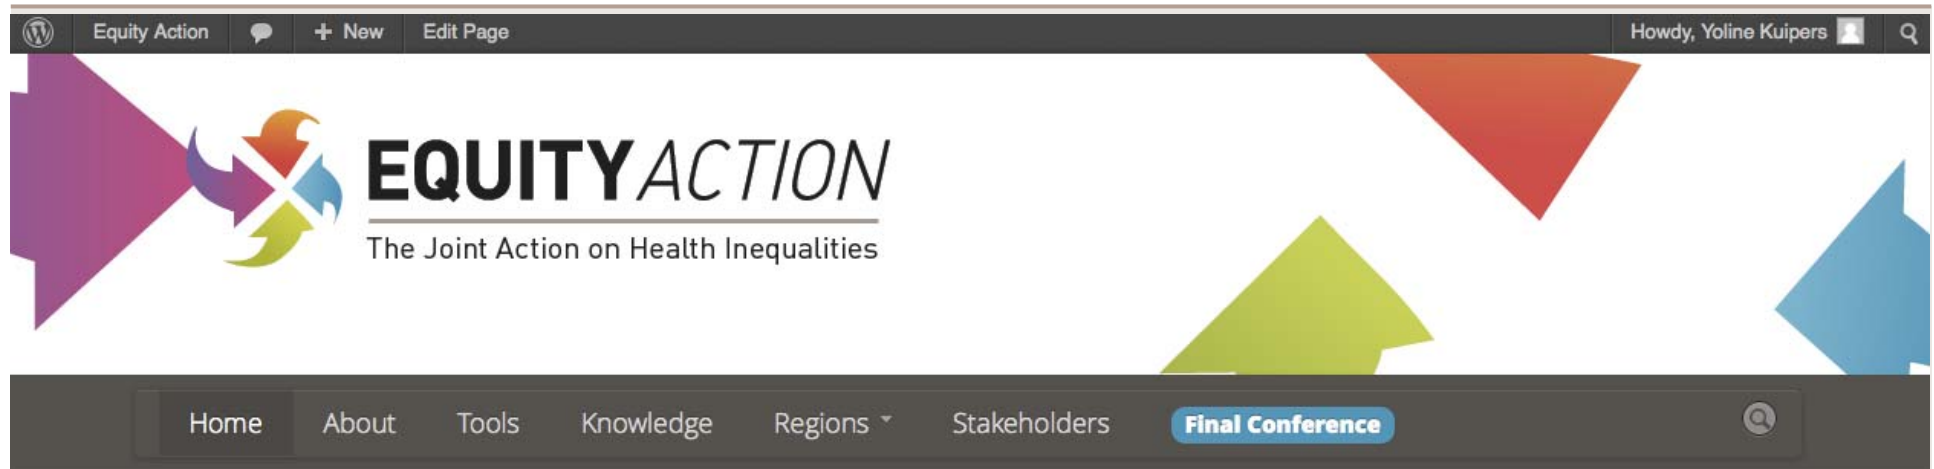 Equity Action + New Edit Page Howdy, Yoline Kuipers
EQUITYACTION
The Joint Action on Health Inequalities
Home About Tools Knowledge Regions Stakeholders Final Conference